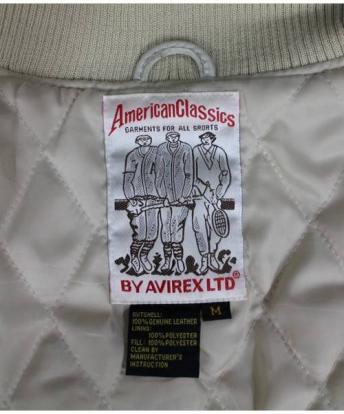 AmericanClassics
GARMENTS FOR ALL SPORTS
BY AVIREX LTD®
M
OUTSHELL:
100% GENUINE LEATHER
LINING:
100% POLYESTER
FILL: 100% POLYESTER
CLEAN BY
MANUFACTURER'S
INSTRUCTION